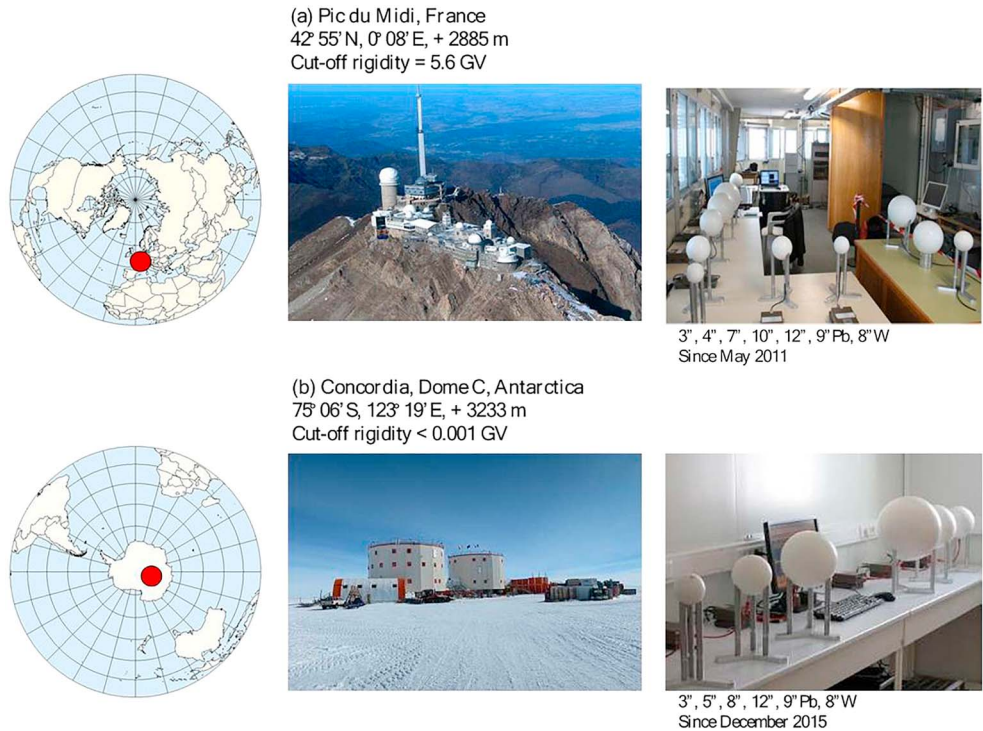 (a) Pic du Midi, France
42° 55' N, 0° 08' E, + 2885 m
Cut-off rigidity = 5.6 GV
3”, 4”, 7”, 10”, 12”, 9” Pb, 8” W
Since May 2011
(b) Concordia, Dome C, Antarctica
75° 06' S, 123° 19' E, + 3233 m
Cut-off rigidity < 0.001 GV
3”, 5”, 8”, 12”, 9” Pb, 8” W
Since December 2015